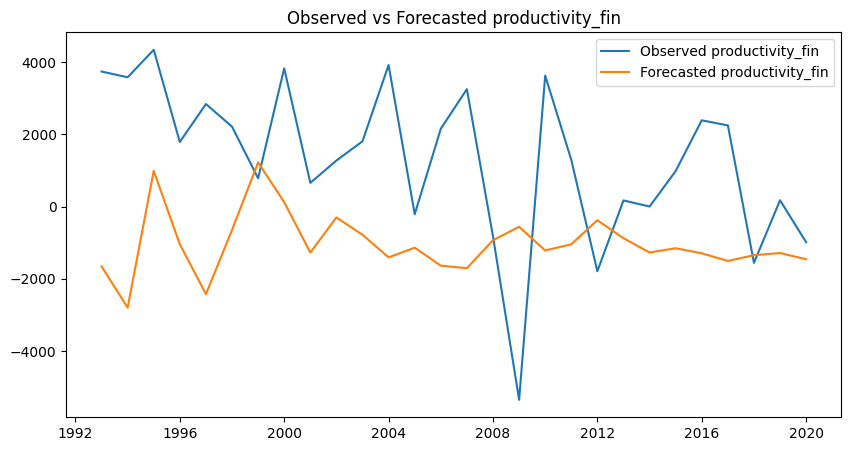 Observed vs Forecasted productivity_fin
Observed productivity_fin
Forecasted productivity_fin
4000
2000
0
−2000
−4000
1992 1996 2000 2004 2008 2012 2016 2020